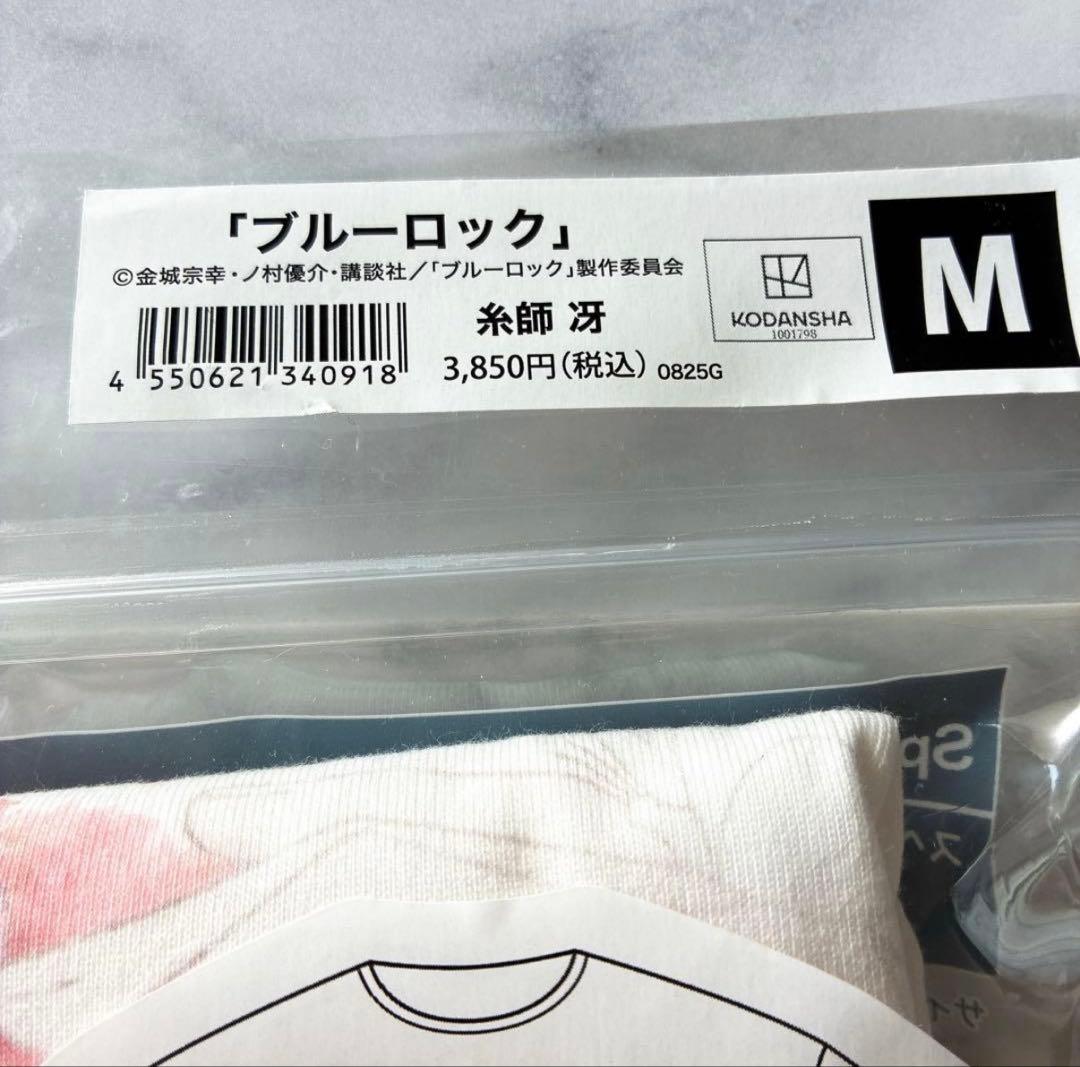 「ブルーロック」
©金城宗幸・ノ村優介・講談社／「ブルーロック」製作委員会
糸師 冴
4 550621 340918
3,850円(税込) 0825G
KODANSHA
1001798
M
Sp